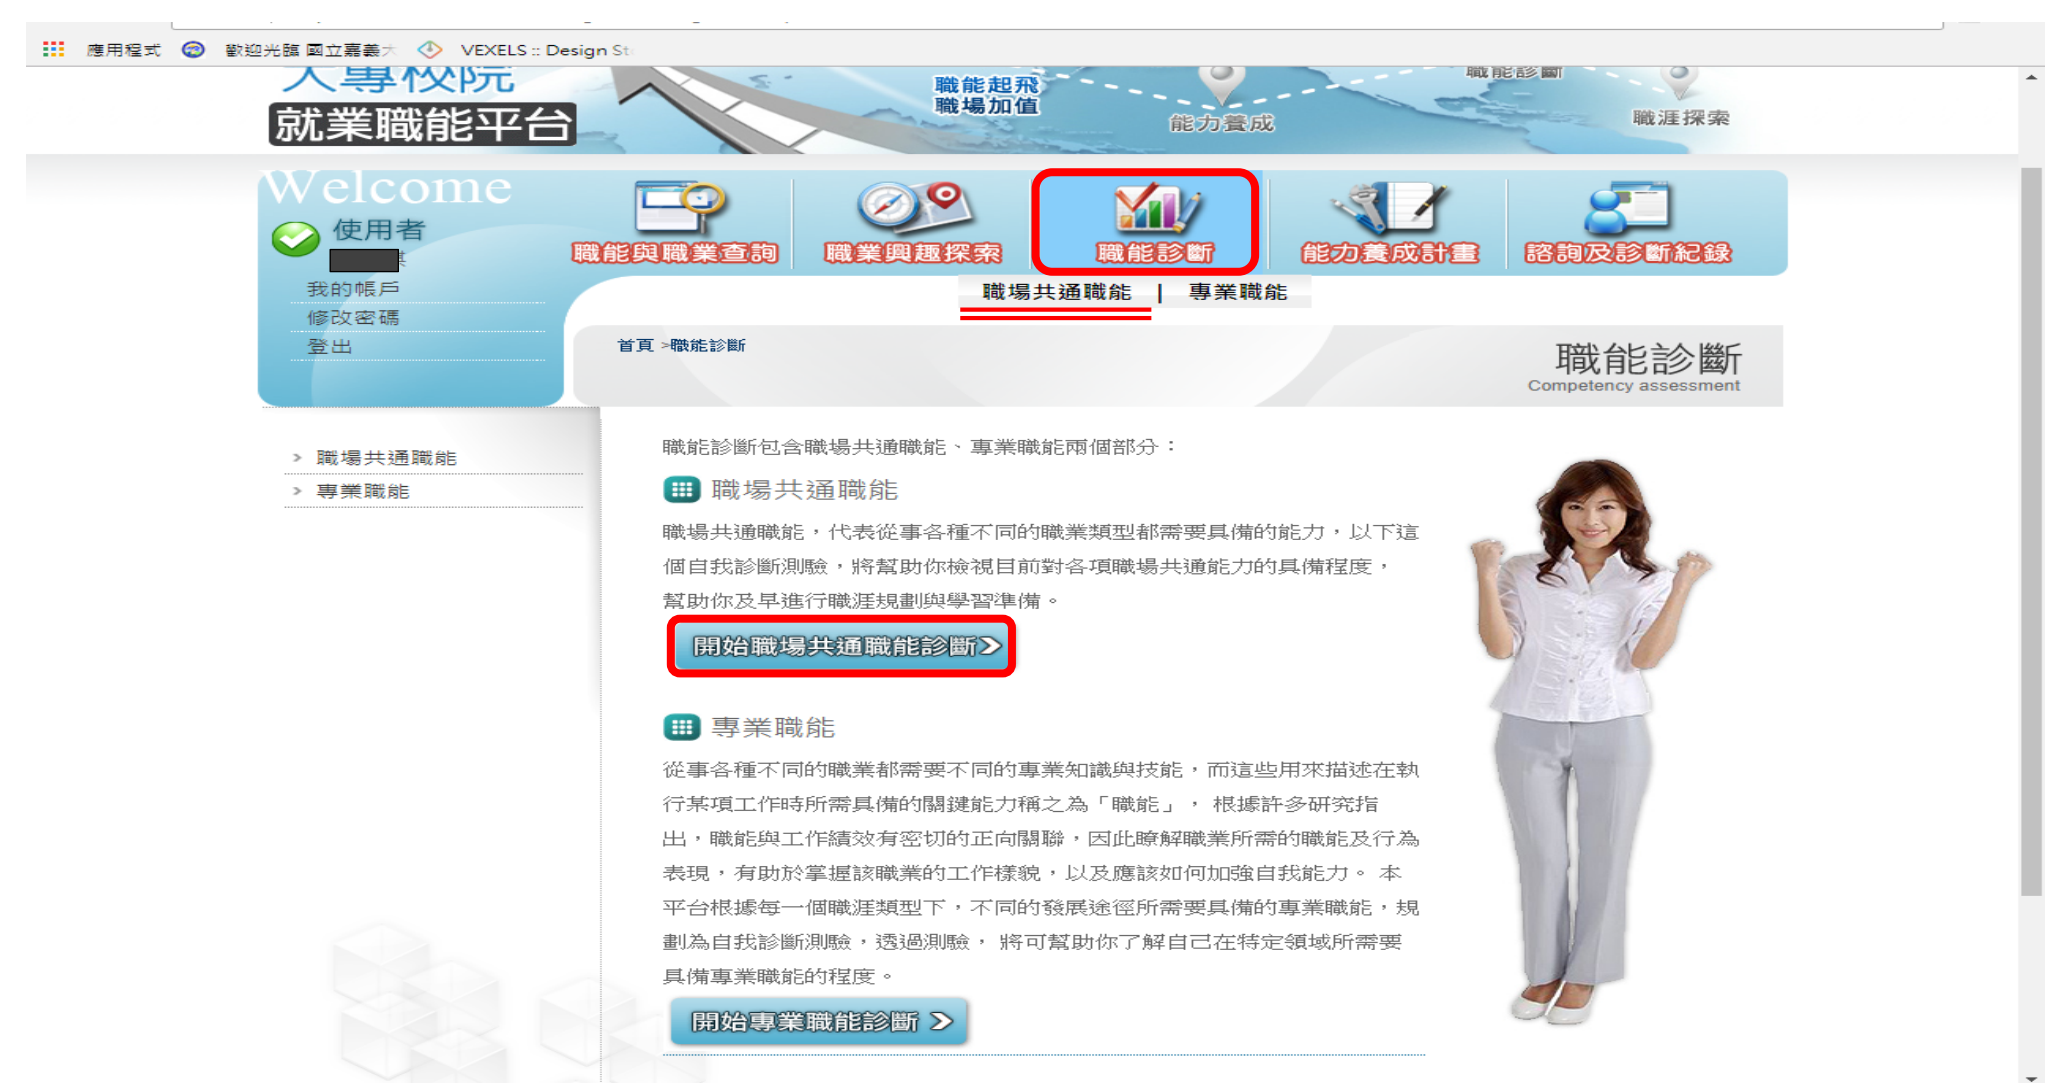 應用程式 歡迎光臨 國立嘉義大 VEXELS :: Design St
大專校院
就業職能平台
職能起飛
職場加值
能力養成
職能診斷
職涯探索
Welcome
使用者
我的帳戶
修改密碼
登出
職能與職業查詢 職業興趣探索 職能診斷 能力養成計畫 諮詢及診斷紀錄
職場共通職能 | 專業職能
首頁 >職能診斷
職能診斷
Competency assessment
> 職場共通職能
> 專業職能
職能診斷包含職場共通職能、專業職能兩個部分：
職場共通職能
職場共通職能，代表從事各種不同的職業類型都需要具備的能力，以下這
個自我診斷測驗，將幫助你檢視目前對各項職場共通能力的具備程度，
幫助你及早進行職涯規劃與學習準備。
開始職場共通職能診斷>
專業職能
從事各種不同的職業都需要不同的專業知識與技能，而這些用來描述在執
行某項工作時所需具備的關鍵能力稱之為「職能」， 根據許多研究指
出，職能與工作績效有密切的正向關聯，因此瞭解職業所需的職能及行為
表現，有助於掌握該職業的工作樣貌，以及應該如何加強自我能力。 本
平台根據每一個職涯類型下，不同的發展途徑所需要具備的專業職能，規
劃為自我診斷測驗，透過測驗， 將可幫助你了解自己在特定領域所需要
具備專業職能的程度。
開始專業職能診斷 >